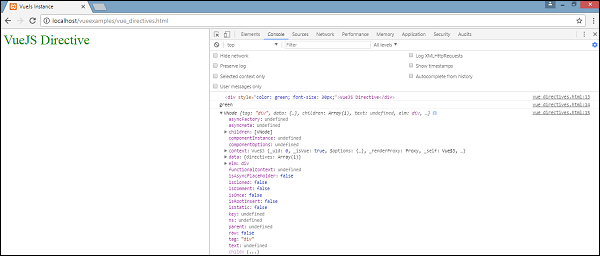 VueJs Instance
localhost/vueexamples/vue_directives.html
VueJS Directive
Elements Console Sources Network Performance Memory Application Security Audits
top Filter All levels
Hide network Log XMLHttpRequests
Preserve log Show timestamps
Selected context only Autocomplete from history
User messages only
<div style="color: green; font-size: 30px;">VueJS Directive</div> vue_directives.html:13
green vue_directives.html:14
VNode {tag: "div", data: {…}, children: Array(1), text: undefined, elm: div, …} vue_directives.html:15
asyncFactory: undefined
asyncMeta: undefined
children: [VNode]
componentInstance: undefined
componentOptions: undefined
context: Vue$3 {_uid: 0, _isVue: true, $options: {…}, _renderProxy: Proxy, _self: Vue$3, …}
data: {directives: Array(1)}
elm: div
functionalContext: undefined
isAsyncPlaceholder: false
isCloned: false
isComment: false
isOnce: false
isRootInsert: false
isStatic: false
key: undefined
ns: undefined
parent: undefined
raw: false
tag: "div"
text: undefined
child: (...)